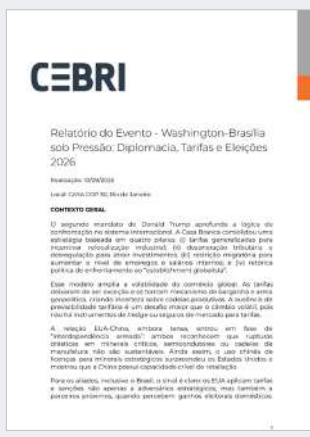 CEBRI
Relatório do Evento - Washington-Brasília
sob Pressão: Diplomacia, Tarifas e Eleições
2026
Realização:
Local: CASA COP 30, Rio de Janeiro
CONTEXTO GERAL
O segundo mandato de Donald Trump aprofunda a lógica de
confrontação no sistema internacional. A Casa Branca consolidou uma
estratégia baseada em quatro pilares: (i) tarifas generalizadas para
incentivar relocalização industrial; (ii) desoneração tributária e
desregulação para atrair investimentos; (iii) restrição migratória para
aumentar o nível de empregos e salários internos; e (iv) retórica
política de enfrentamento ao "establishment globalista".
Esse modelo amplia a volatilidade do comércio global. As tarifas
deixaram de ser exceção e se tornam mecanismo de barganha e arma
geopolítica, criando incerteza sobre cadeias produtivas. A ausência de
previsibilidade tarifária é um desafio maior que o câmbio volátil, pois
não há instrumentos de hedge ou seguros de mercado para tarifas.
A relação EUA-China, embora tensa, entrou em fase de
"interdependência armada": ambos reconhecem que rupturas
drásticas em minerais críticos, semicondutores ou cadeias de
manufatura não são sustentáveis. Ainda assim, o uso chinês de
licenças para minerais estratégicos surpreendeu os Estados Unidos e
mostrou que a China possui capacidade crível de retaliação.
Para os aliados, inclusive o Brasil, o sinal é claro: os EUA aplicam tarifas
e sanções não apenas a adversários estratégicos, mas também a
parceiros próximos, quando percebem ganhos eleitorais domésticos.